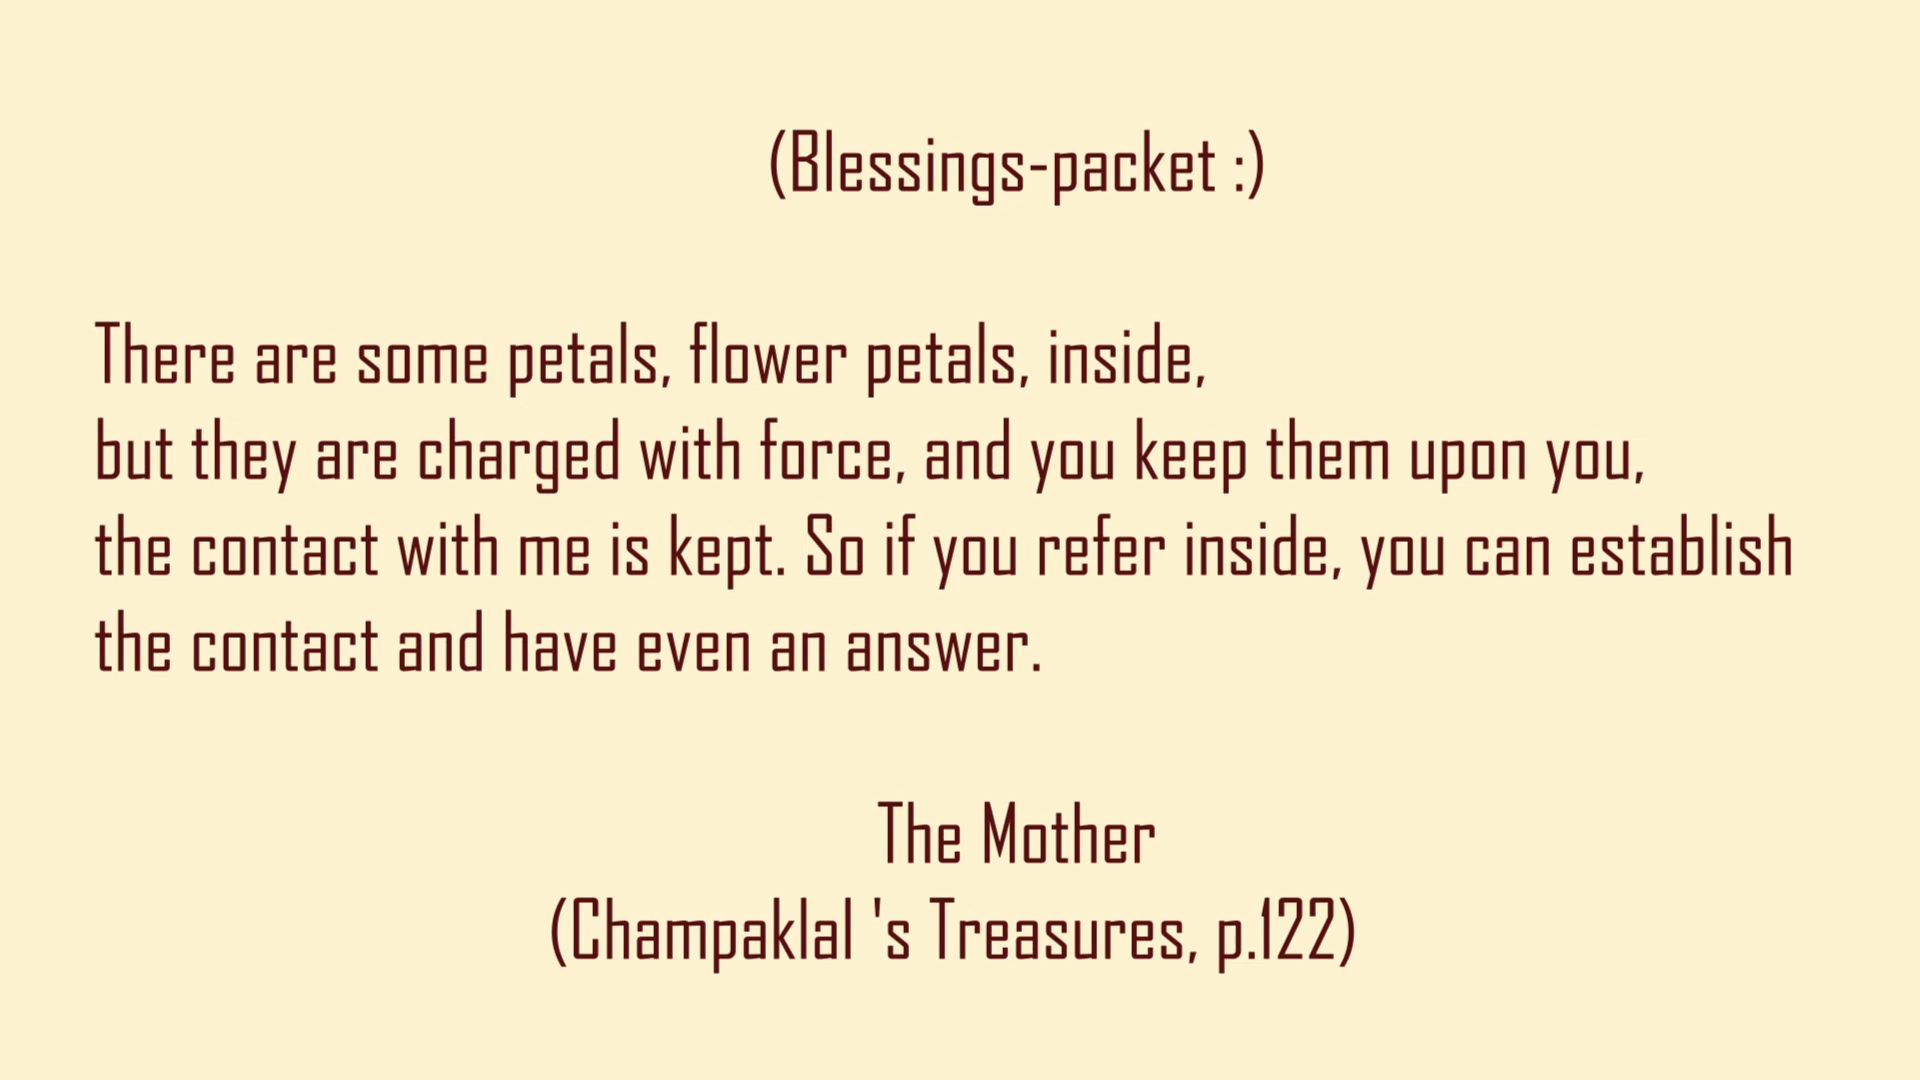 (Blessings-packet :)
There are some petals, flower petals, inside,
but they are charged with force, and you keep them upon you,
the contact with me is kept. So if you refer inside, you can establish
the contact and have even an answer.
The Mother
(Champaklal 's Treasures, p.122)